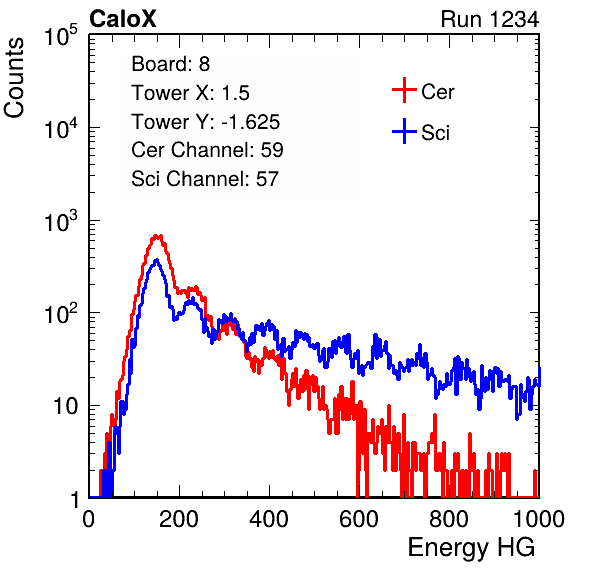 CaloX Run 1234
Counts
Board: 8
Tower X: 1.5
Tower Y: -1.625
Cer Channel: 59
Sci Channel: 57
Cer
Sci
10^5
10^4
10^3
10^2
10
1
0 200 400 600 800 1000
Energy HG